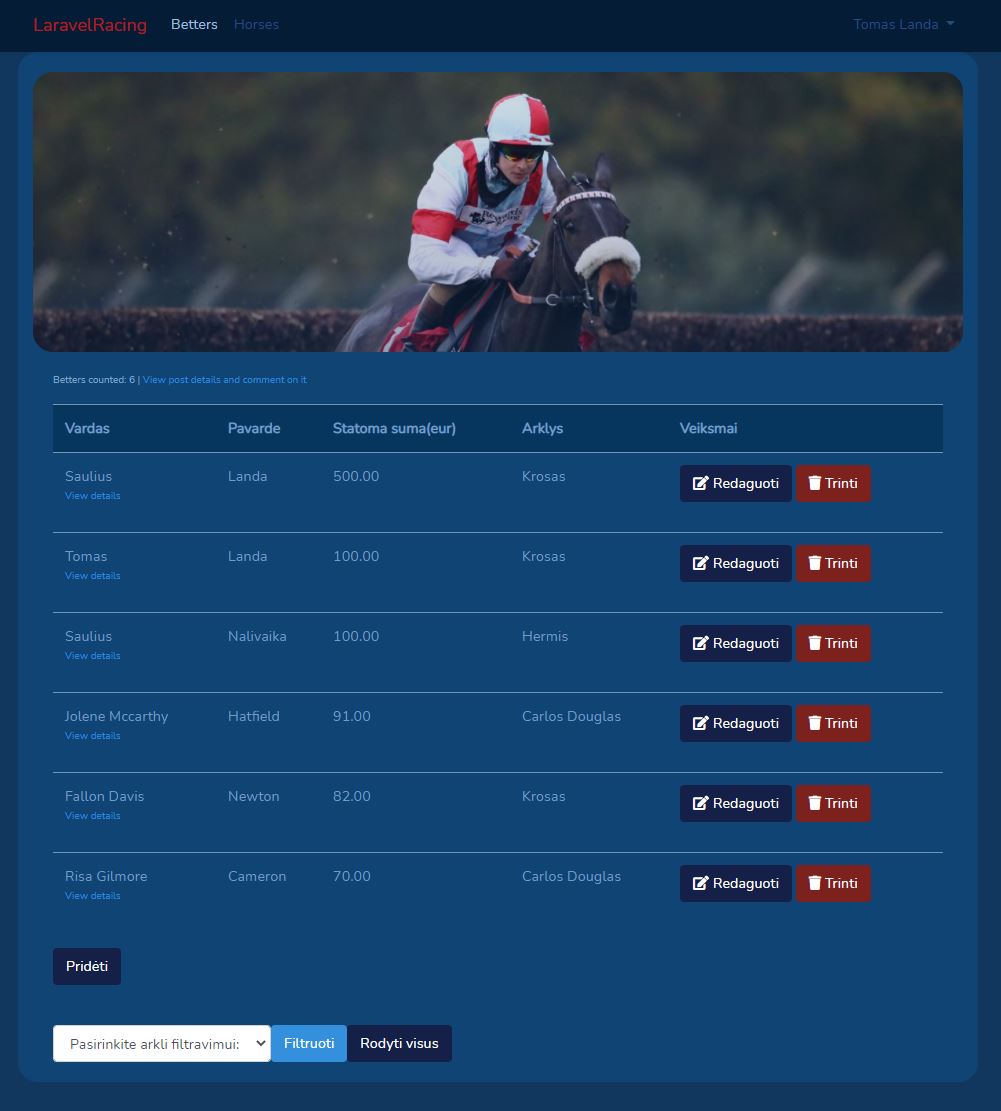 LaravelRacing Betters Horses Tomas Landa
Rewards
Betters counted: 6 | View post details and comment on it
Vardas Pavarde Statoma suma(eur) Arklys Veiksmai
Saulius Landa 500.00 Krosas Redaguoti Trinti
View details
Tomas Landa 100.00 Krosas Redaguoti Trinti
View details
Saulius Nalivaika 100.00 Hermis Redaguoti Trinti
View details
Jolene Mccarthy Hatfield 91.00 Carlos Douglas Redaguoti Trinti
View details
Fallon Davis Newton 82.00 Krosas Redaguoti Trinti
View details
Risa Gilmore Cameron 70.00 Carlos Douglas Redaguoti Trinti
View details
Pridėti
Pasirinkite arkli filtravimui: Filtruoti Rodyti visus